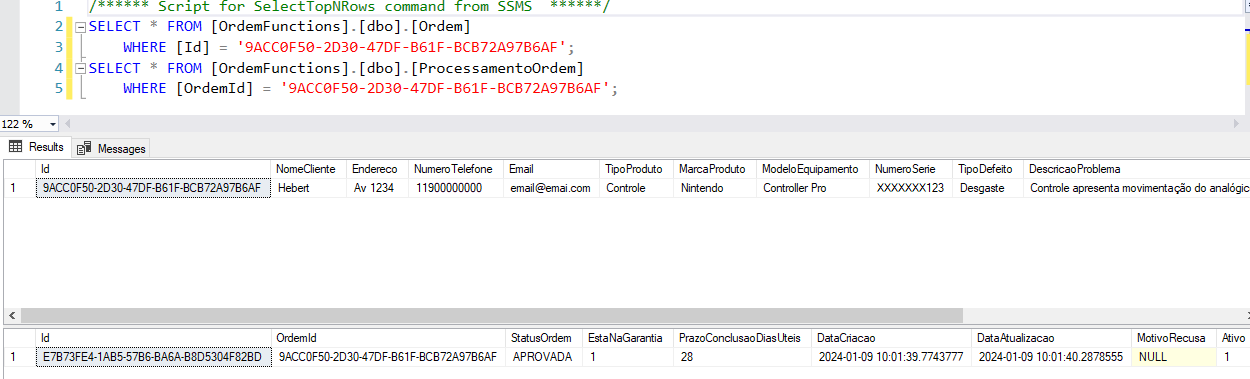 1 /****** Script for SelectTopNRows command from SSMS ******/
2 SELECT * FROM [OrdemFunctions].[dbo].[Ordem]
3 WHERE [Id] = '9ACC0F50-2D30-47DF-B61F-BCB72A97B6AF';
4 SELECT * FROM [OrdemFunctions].[dbo].[ProcessamentoOrdem]
5 WHERE [OrdemId] = '9ACC0F50-2D30-47DF-B61F-BCB72A97B6AF';
122 %
Results Messages
Id NomeCliente Endereco NumeroTelefone Email TipoProduto MarcaProduto ModeloEquipamento NumeroSerie TipoDefeito DescricaoProblema
1 9ACC0F50-2D30-47DF-B61F-BCB72A97B6AF Hebert Av 1234 11900000000 email@emai.com Controle Nintendo Controller Pro XXXXXXX123 Desgaste Controle apresenta movimentação do analógic
Id OrdemId StatusOrdem EstaNaGarantia PrazoConclusaoDiasUteis DataCriacao DataAtualizacao MotivoRecusa Ativo
1 E7B73FE4-1AB5-57B6-BA6A-B8D5304F82BD 9ACC0F50-2D30-47DF-B61F-BCB72A97B6AF APROVADA 1 28 2024-01-09 10:01:39.7743777 2024-01-09 10:01:40.2878555 NULL 1